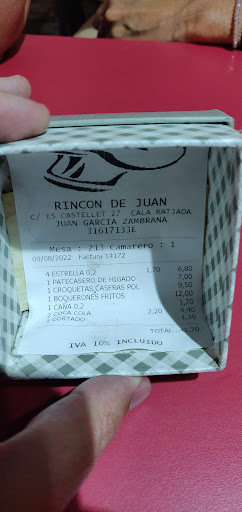 RINCON DE JUAN
C/ ES CASTELLET 27 CALA RATJADA
JUAN GARCIA ZAMBRANA
31617133E
Mesa : 213 Camarero : 1
09/08/2022 Factura 14172
4 ESTRELLA 0,2 1,70 6,80
1 PATECASERO DE HIGADO 7,00
1 CROQUETAS CASERAS POL 9,50
1 BOQUERONES FRITOS 12,00
1 CAÑA 0,2 1,70
2 COCA COLA 2,20 4,40
1 CORTADO 1,30
TOTAL
IVA 10% INCLUIDO